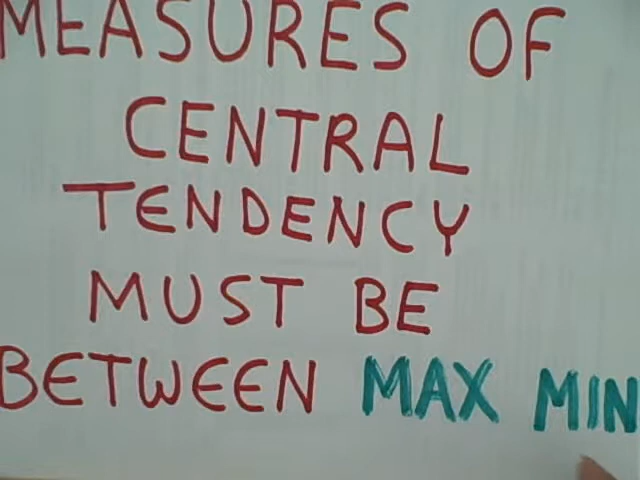 MEASURES OF
CENTRAL
TENDENCY
MUST BE
BETWEEN MAX MIN